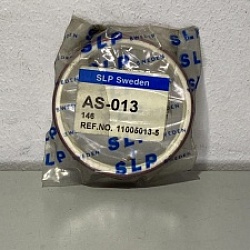 SLP
SLP Sweden
AS-013
146
REF.NO. 11005013-5
SLP